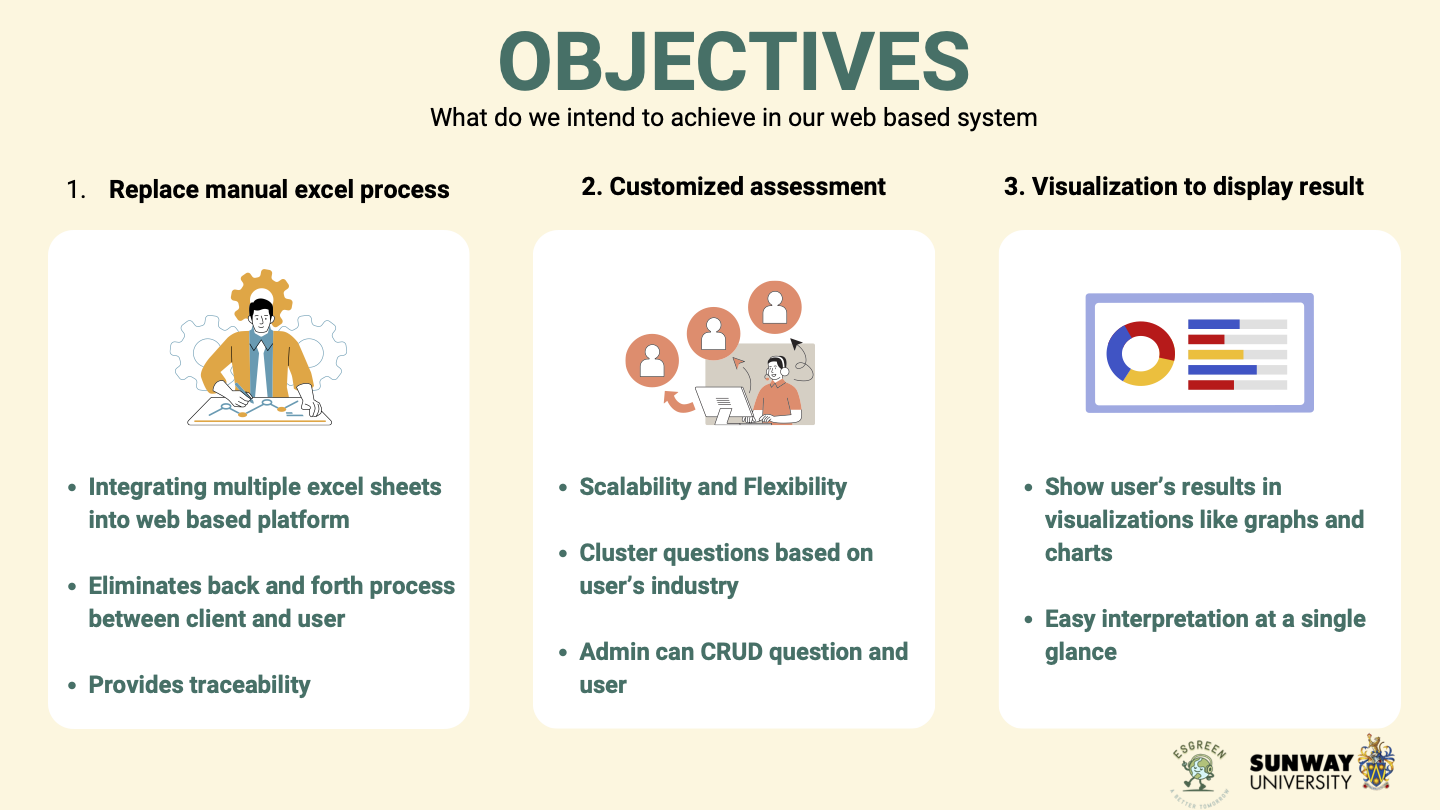 OBJECTIVES
What do we intend to achieve in our web based system
1. Replace manual excel process
• Integrating multiple excel sheets
into web based platform
• Eliminates back and forth process
between client and user
• Provides traceability
2. Customized assessment
• Scalability and Flexibility
• Cluster questions based on
user’s industry
• Admin can CRUD question and
user
3. Visualization to display result
• Show user’s results in
visualizations like graphs and
charts
• Easy interpretation at a single
glance
ESGREEN
A BETTER TOMORROW
SUNWAY
UNIVERSITY